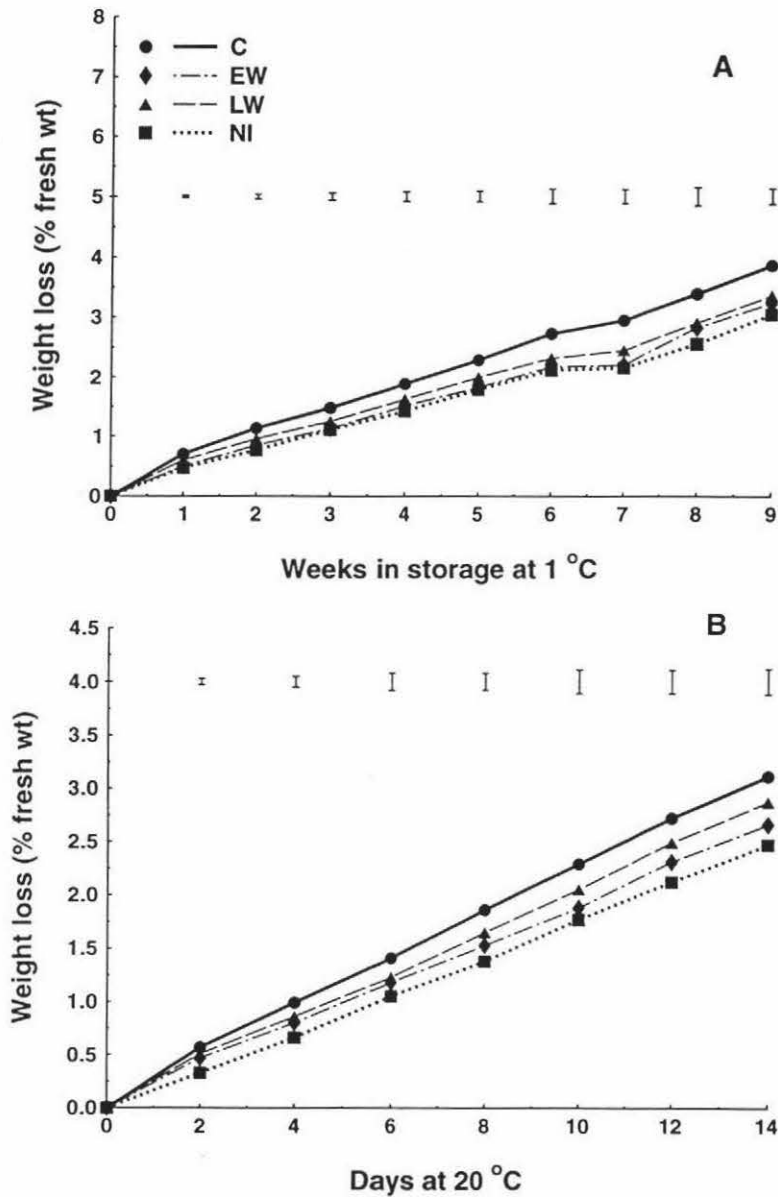 8
7
6
5
4
3
2
1
0
Weight loss (% fresh wt)
C
EW
LW
NI
A
0 1 2 3 4 5 6 7 8 9
Weeks in storage at 1 °C
4.5
4.0
3.5
3.0
2.5
2.0
1.5
1.0
0.5
0.0
Weight loss (% fresh wt)
B
0 2 4 6 8 10 12 14
Days at 20 °C